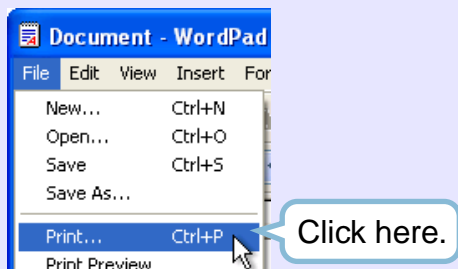 Document - WordPad
File Edit View Insert For
New... Ctrl+N
Open... Ctrl+O
Save Ctrl+S
Save As...
Print... Ctrl+P
Click here.
Print Preview